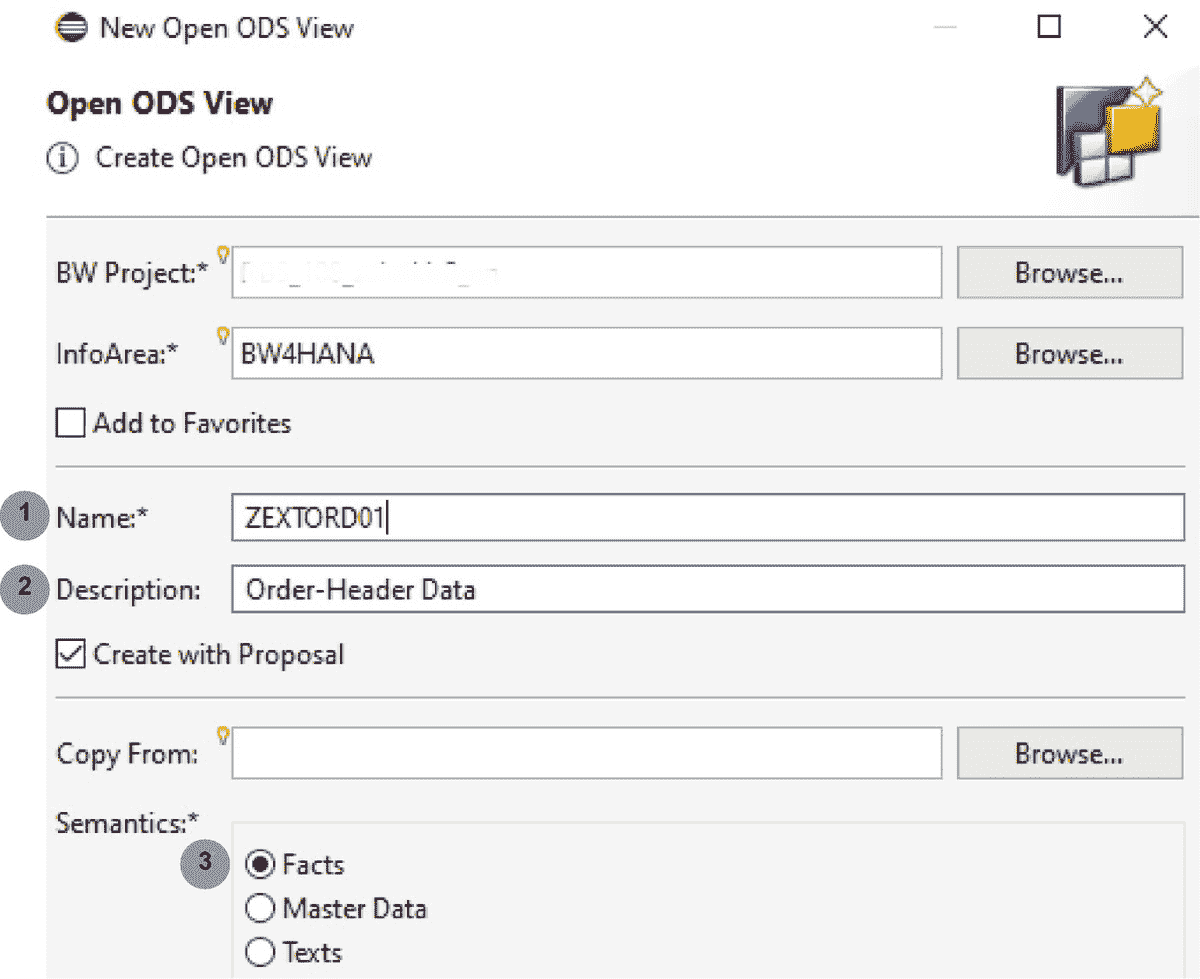 New Open ODS View
Open ODS View
Create Open ODS View
BW Project:* Browse...
InfoArea:* BW4HANA Browse...
Add to Favorites
1 Name:* ZEXTORD01
2 Description: Order-Header Data
Create with Proposal
Copy From: Browse...
Semantics:*
3 Facts
Master Data
Texts